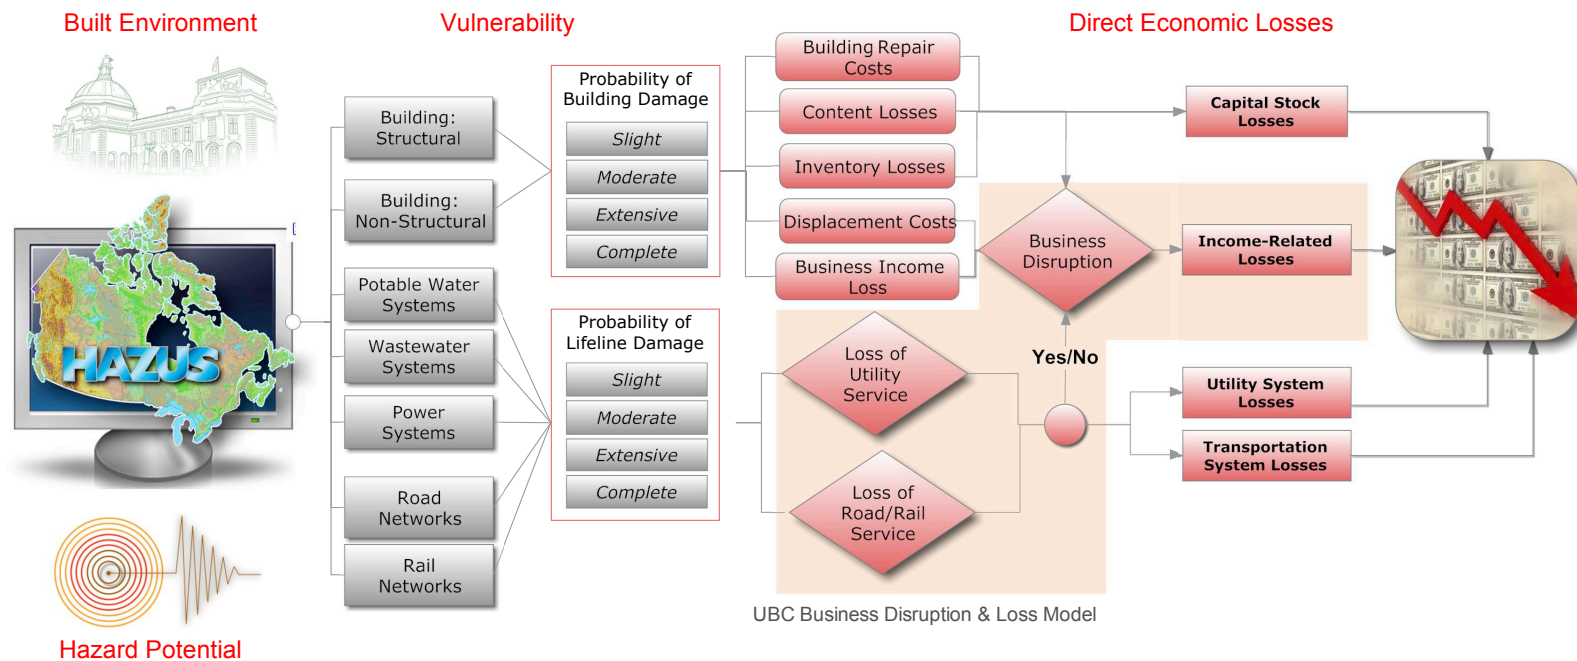 Built Environment
Vulnerability
Direct Economic Losses
HAZUS
Hazard Potential
Building:
Structural
Building:
Non-Structural
Potable Water
Systems
Wastewater
Systems
Power
Systems
Road
Networks
Rail
Networks
Probability of
Building Damage
Slight
Moderate
Extensive
Complete
Probability of
Lifeline Damage
Slight
Moderate
Extensive
Complete
Building Repair
Costs
Content Losses
Inventory Losses
Displacement Costs
Business Income
Loss
Loss of
Utility
Service
Loss of
Road/Rail
Service
Business
Disruption
Yes/No
Capital Stock
Losses
Income-Related
Losses
Utility System
Losses
Transportation
System Losses
UBC Business Disruption & Loss Model